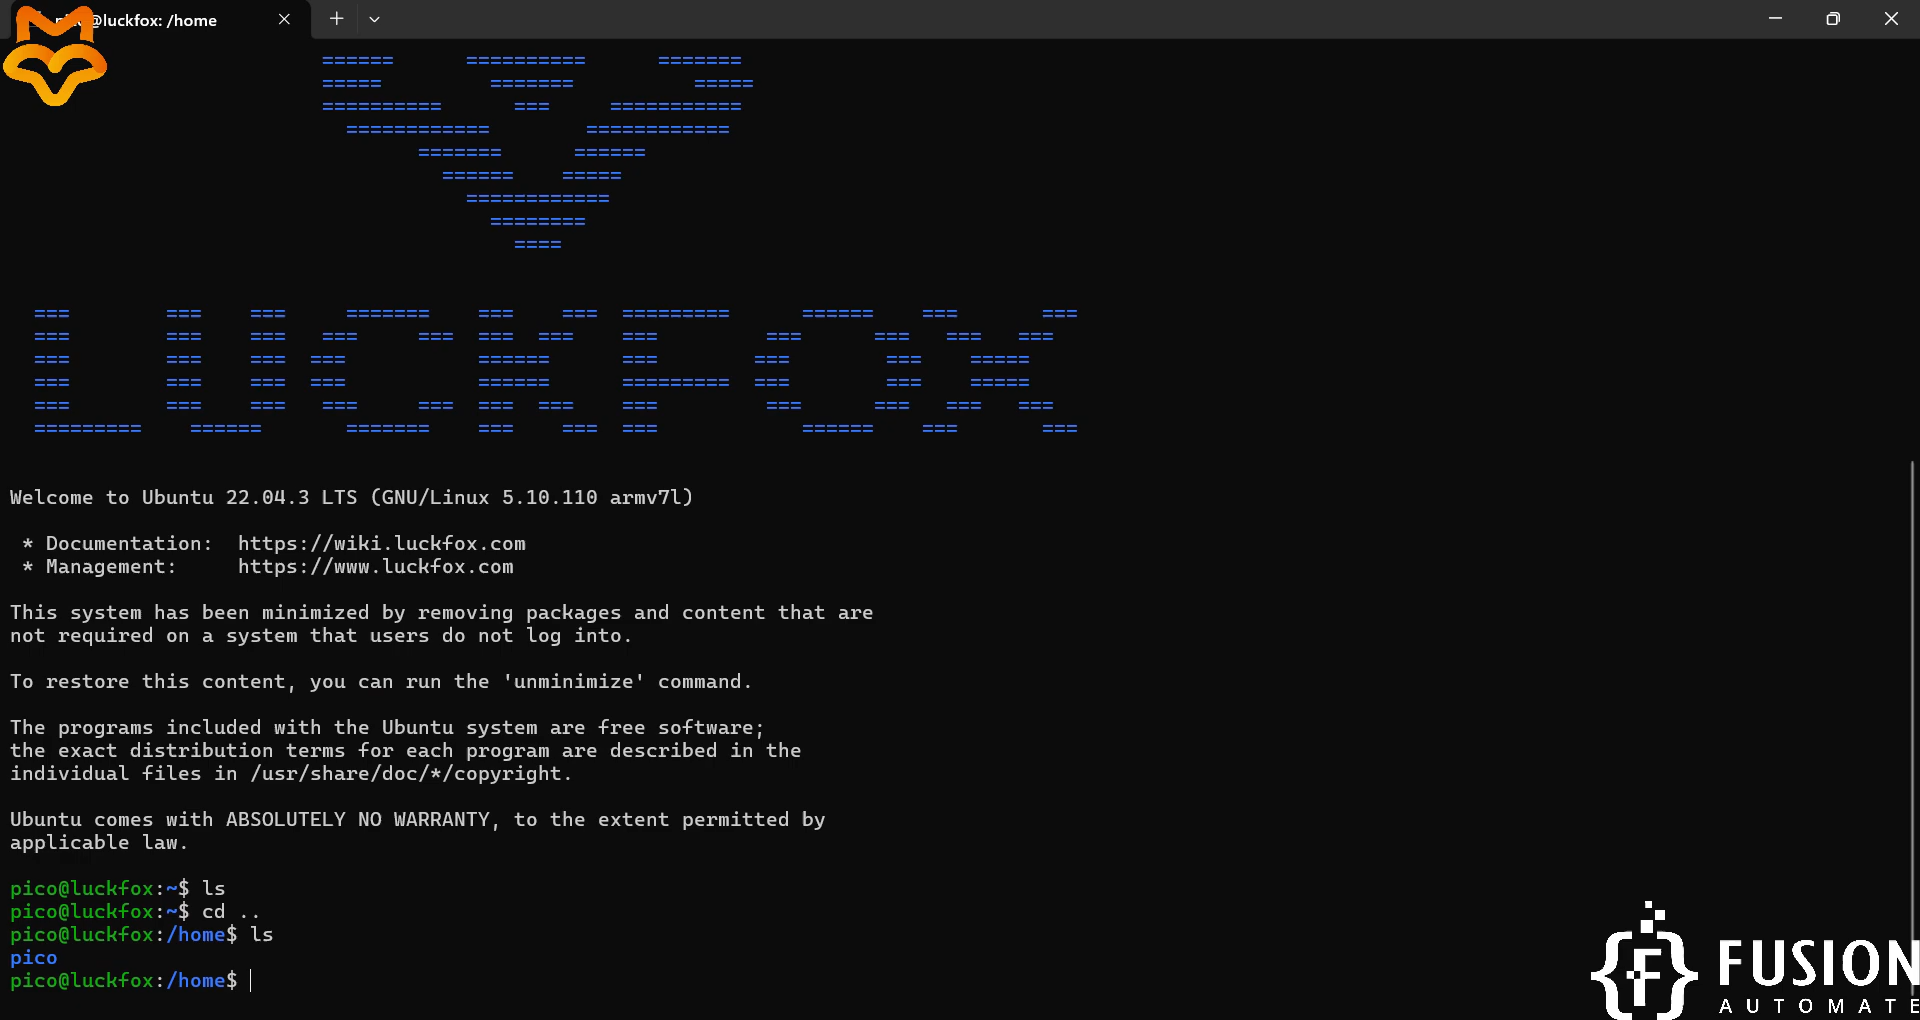 @luckfox: /home
LUCKFOX
Welcome to Ubuntu 22.04.3 LTS (GNU/Linux 5.10.110 armv7l)
* Documentation:  https://wiki.luckfox.com
* Management:     https://www.luckfox.com
This system has been minimized by removing packages and content that are
not required on a system that users do not log into.
To restore this content, you can run the 'unminimize' command.
The programs included with the Ubuntu system are free software;
the exact distribution terms for each program are described in the
individual files in /usr/share/doc/*/copyright.
Ubuntu comes with ABSOLUTELY NO WARRANTY, to the extent permitted by
applicable law.
pico@luckfox:~$ ls
pico@luckfox:~$ cd ..
pico@luckfox:/home$ ls
pico
pico@luckfox:/home$
FUSION
AUTOMATE